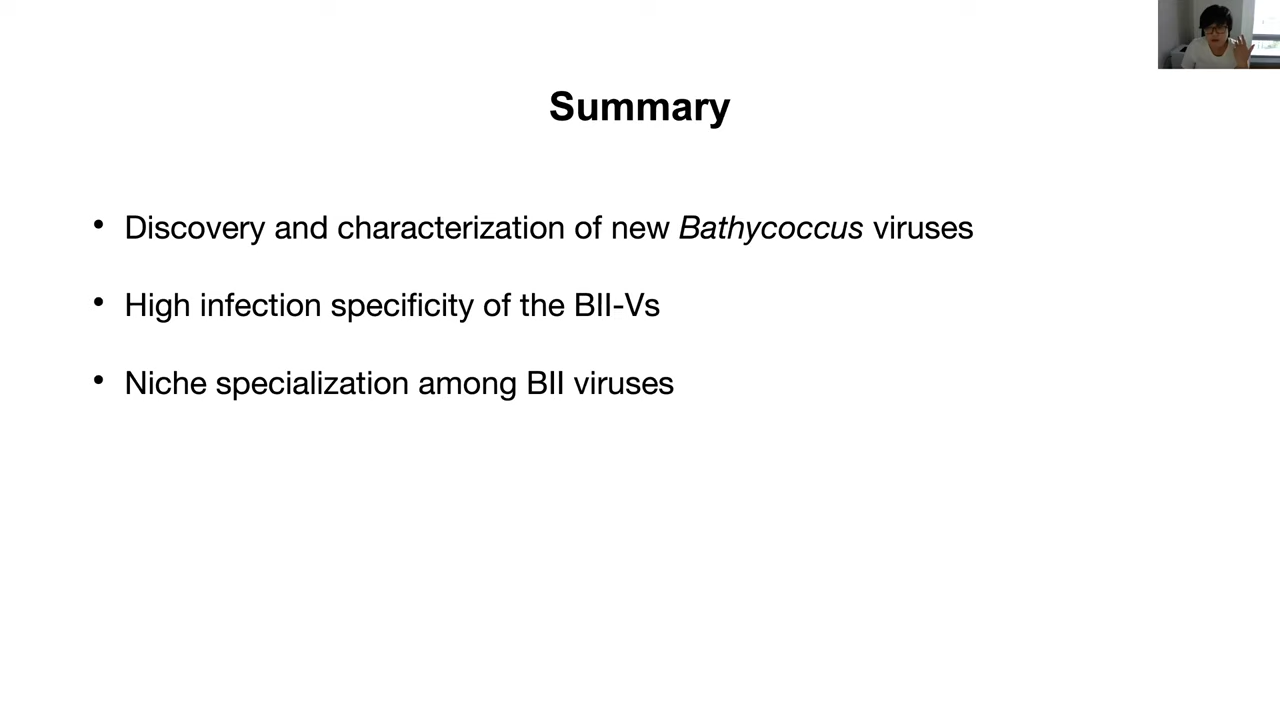 Summary
• Discovery and characterization of new Bathycoccus viruses
• High infection specificity of the BII-Vs
• Niche specialization among BII viruses